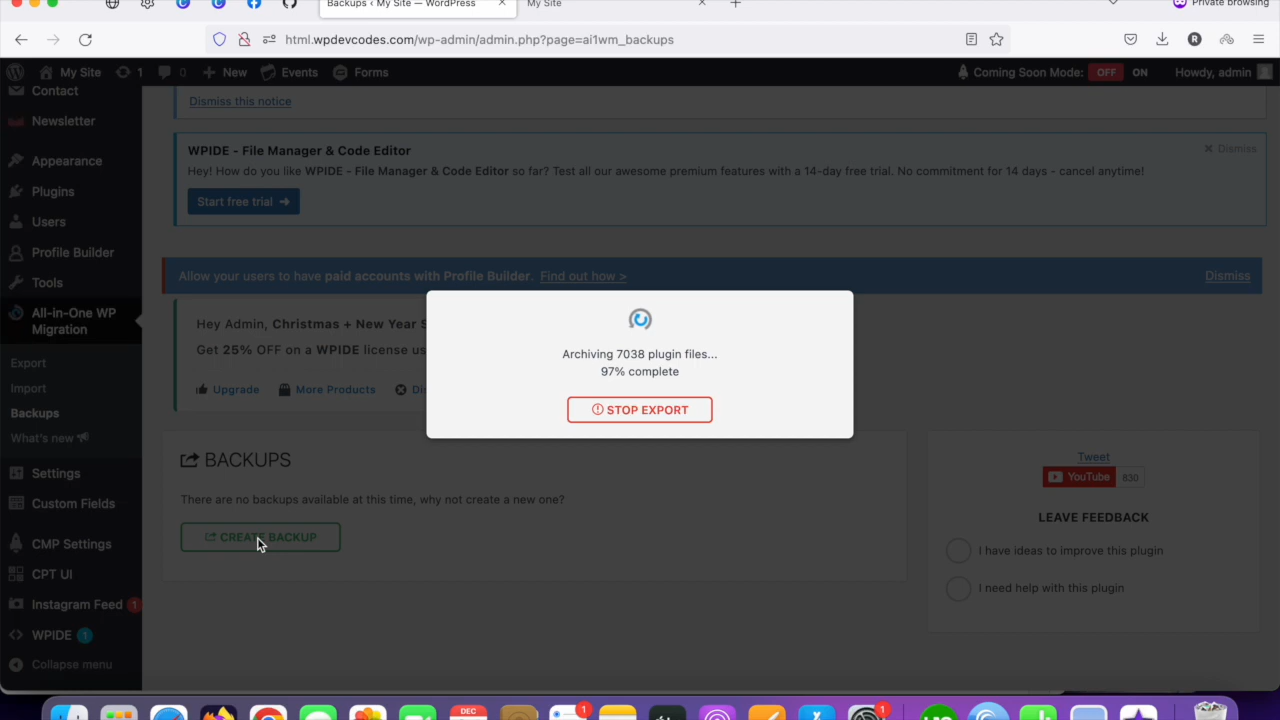 Backups ‹ My Site — WordPress
My Site
Private browsing
html.wpdevcodes.com/wp-admin/admin.php?page=ai1wm_backups
R
My Site
1
0
New
Events
Forms
Coming Soon Mode:
OFF
ON
Howdy, admin
Contact
Newsletter
Appearance
Plugins
Users
Profile Builder
Tools
All-in-One WP
Migration
Export
Import
Backups
What's new
Settings
Custom Fields
CMP Settings
CPT UI
Instagram Feed 1
WPIDE 1
Collapse menu
Dismiss this notice
WPIDE - File Manager & Code Editor
Dismiss
Hey! How do you like WPIDE - File Manager & Code Editor so far? Test all our awesome premium features with a 14-day free trial. No commitment for 14 days - cancel anytime!
Start free trial
Allow your users to have paid accounts with Profile Builder. Find out how >
Dismiss
Hey Admin, Christmas + New Year S
Get 25% OFF on a WPIDE license us
Upgrade
More Products
Di
Archiving 7038 plugin files...
97% complete
STOP EXPORT
BACKUPS
There are no backups available at this time, why not create a new one?
CREATE BACKUP
Tweet
YouTube 830
LEAVE FEEDBACK
I have ideas to improve this plugin
I need help with this plugin
DEC
1
1